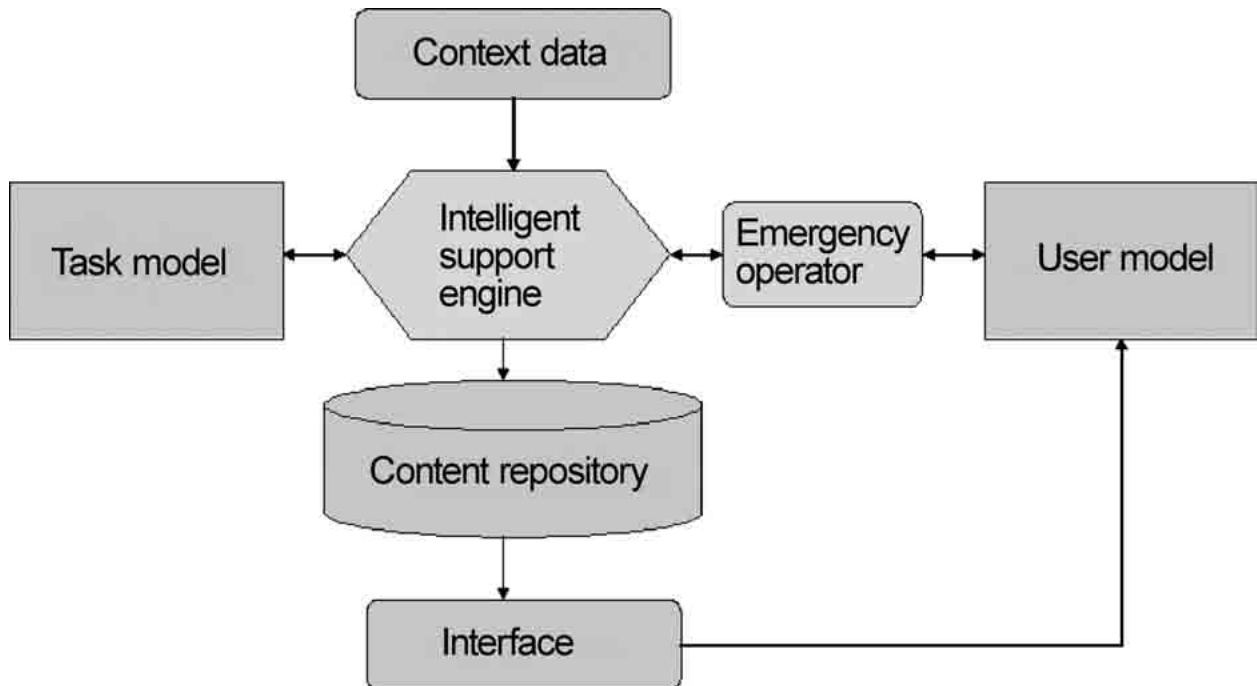 Context data
Task model
Intelligent
support
engine
Emergency
operator
User model
Content repository
Interface